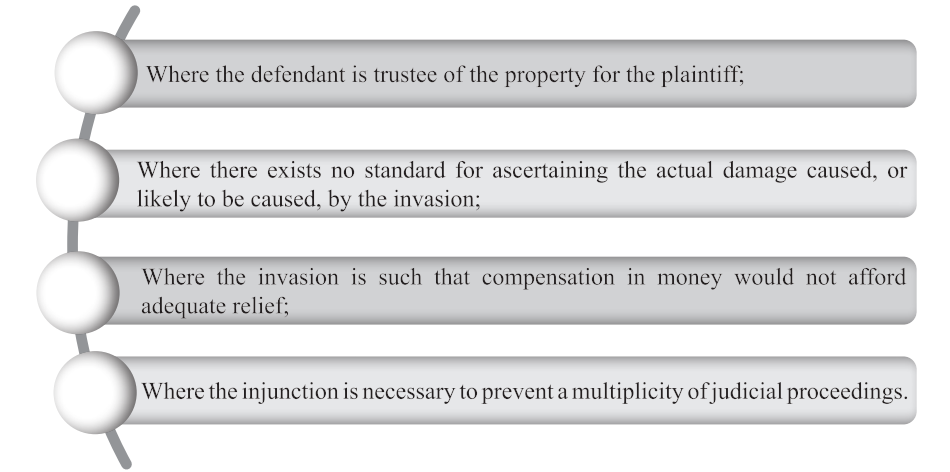 Where the defendant is trustee of the property for the plaintiff;
Where there exists no standard for ascertaining the actual damage caused, or
likely to be caused, by the invasion;
Where the invasion is such that compensation in money would not afford
adequate relief;
Where the injunction is necessary to prevent a multiplicity of judicial proceedings.